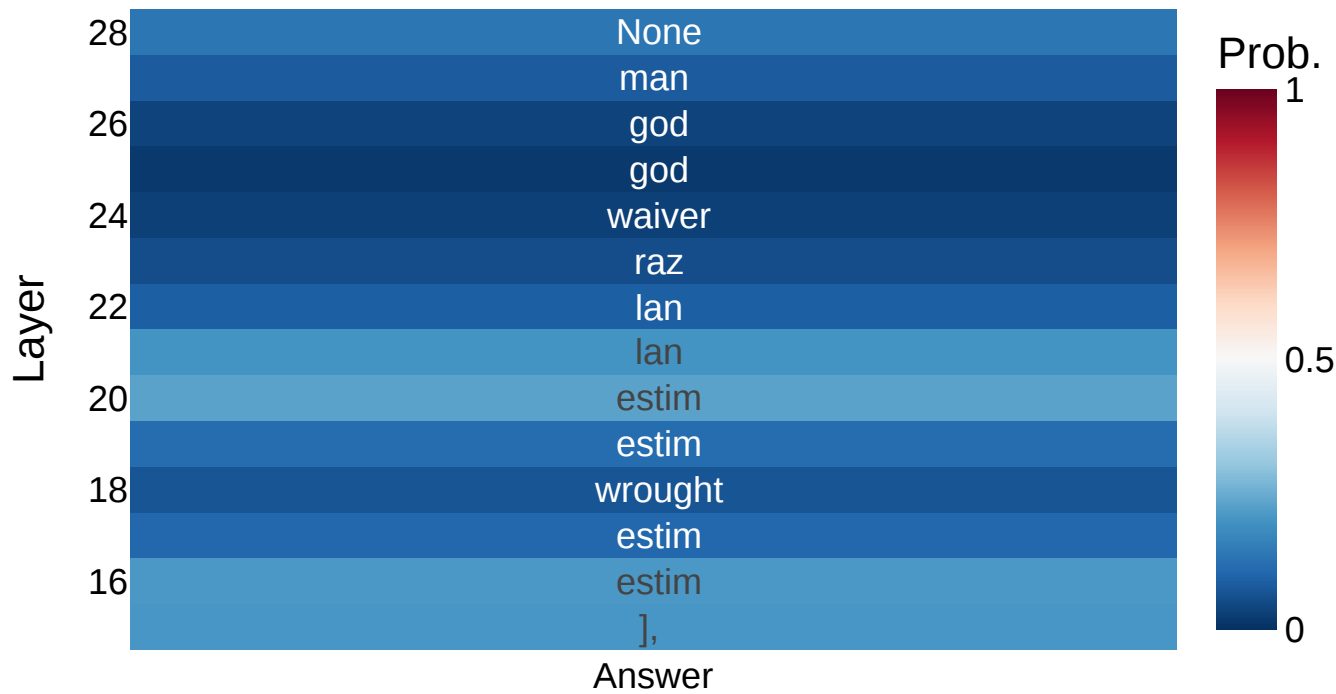 28 None
man
26 god
god
24 waiver
raz
22 lan
lan
20 estim
estim
18 wrought
estim
16 estim
],
Answer
Layer
Prob.
1
0.5
0